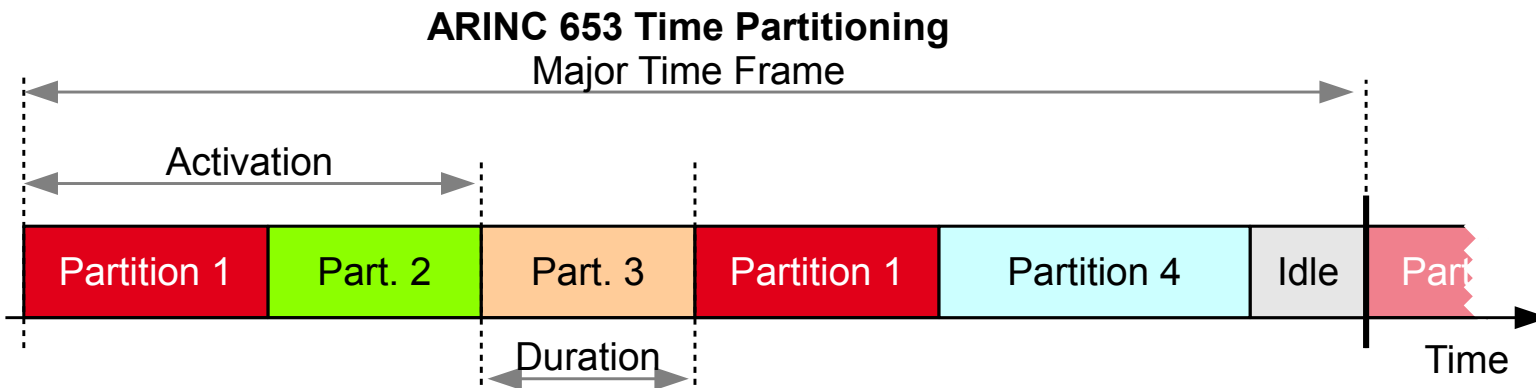 ARINC 653 Time Partitioning
Major Time Frame
Activation
Partition 1 Part. 2 Part. 3 Partition 1 Partition 4 Idle Part
Duration
Time